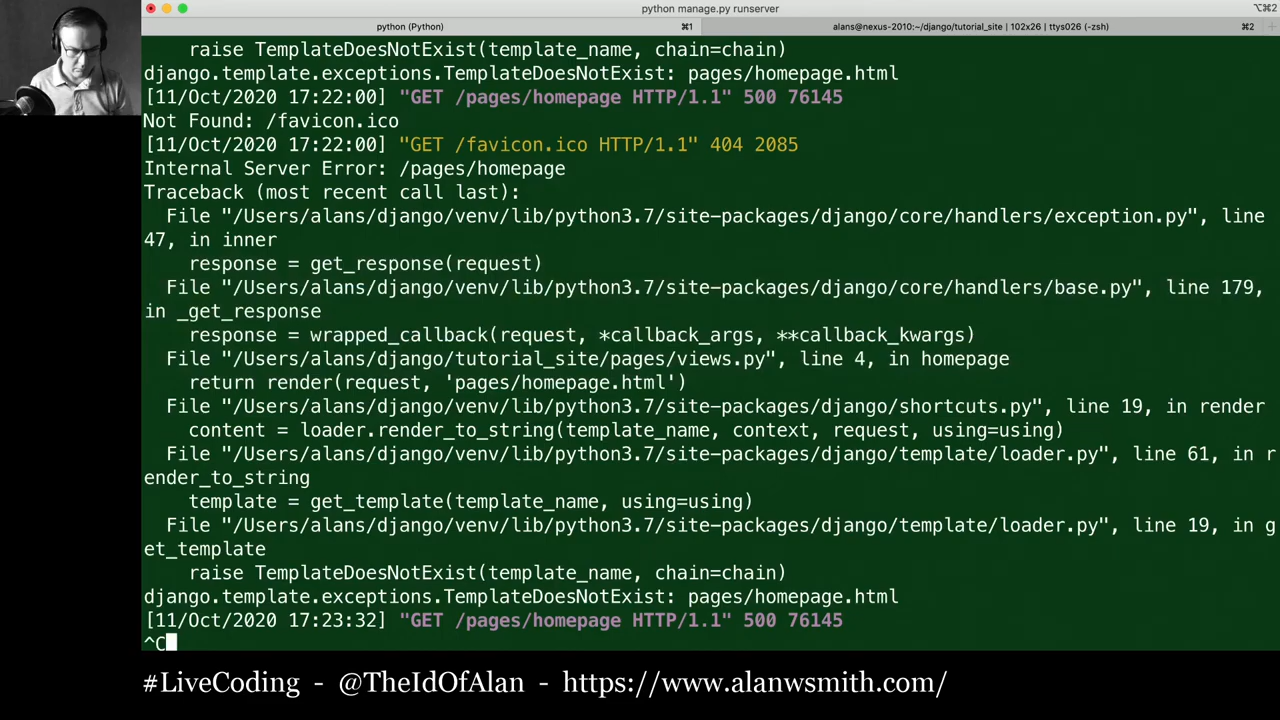 python manage.py runserver
⌥⌘2
python (Python)
⌘1
alans@nexus-2010:~/django/tutorial_site | 102x26 | ttys026 (-zsh)
⌘2
+
raise TemplateDoesNotExist(template_name, chain=chain)
django.template.exceptions.TemplateDoesNotExist: pages/homepage.html
[11/Oct/2020 17:22:00] "GET /pages/homepage HTTP/1.1" 500 76145
Not Found: /favicon.ico
[11/Oct/2020 17:22:00] "GET /favicon.ico HTTP/1.1" 404 2085
Internal Server Error: /pages/homepage
Traceback (most recent call last):
File "/Users/alans/django/venv/lib/python3.7/site-packages/django/core/handlers/exception.py", line
47, in inner
response = get_response(request)
File "/Users/alans/django/venv/lib/python3.7/site-packages/django/core/handlers/base.py", line 179,
in _get_response
response = wrapped_callback(request, *callback_args, **callback_kwargs)
File "/Users/alans/django/tutorial_site/pages/views.py", line 4, in homepage
return render(request, 'pages/homepage.html')
File "/Users/alans/django/venv/lib/python3.7/site-packages/django/shortcuts.py", line 19, in render
content = loader.render_to_string(template_name, context, request, using=using)
File "/Users/alans/django/venv/lib/python3.7/site-packages/django/template/loader.py", line 61, in r
ender_to_string
template = get_template(template_name, using=using)
File "/Users/alans/django/venv/lib/python3.7/site-packages/django/template/loader.py", line 19, in g
et_template
raise TemplateDoesNotExist(template_name, chain=chain)
django.template.exceptions.TemplateDoesNotExist: pages/homepage.html
[11/Oct/2020 17:23:32] "GET /pages/homepage HTTP/1.1" 500 76145
^C
#LiveCoding - @TheIdOfAlan - https://www.alanwsmith.com/